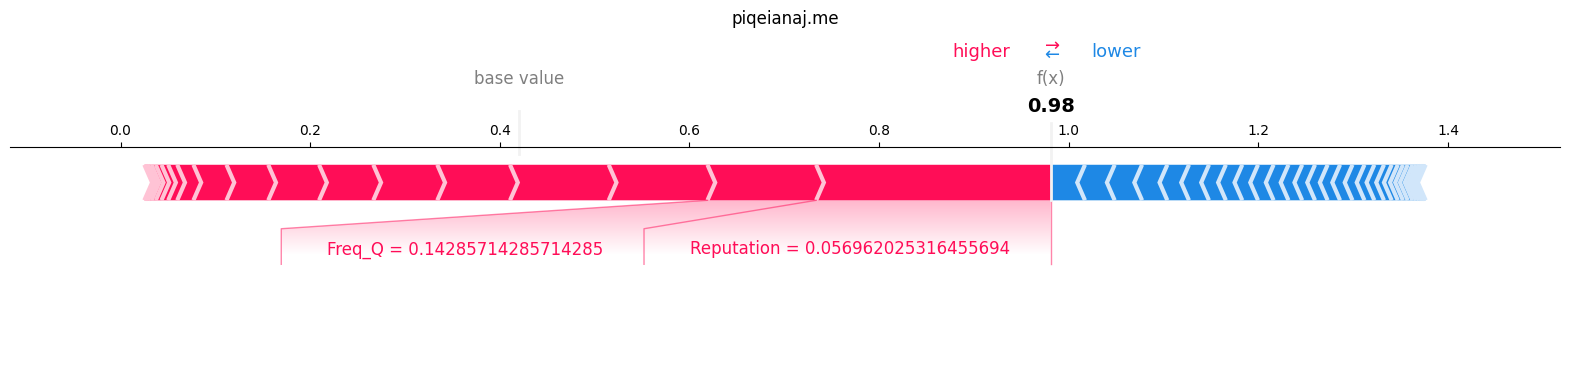 piqeianaj.me
higher → ← lower
base value f(x)
0.98
0.0 0.2 0.4 0.6 0.8 1.0 1.2 1.4
Freq_Q = 0.14285714285714285 Reputation = 0.056962025316455694